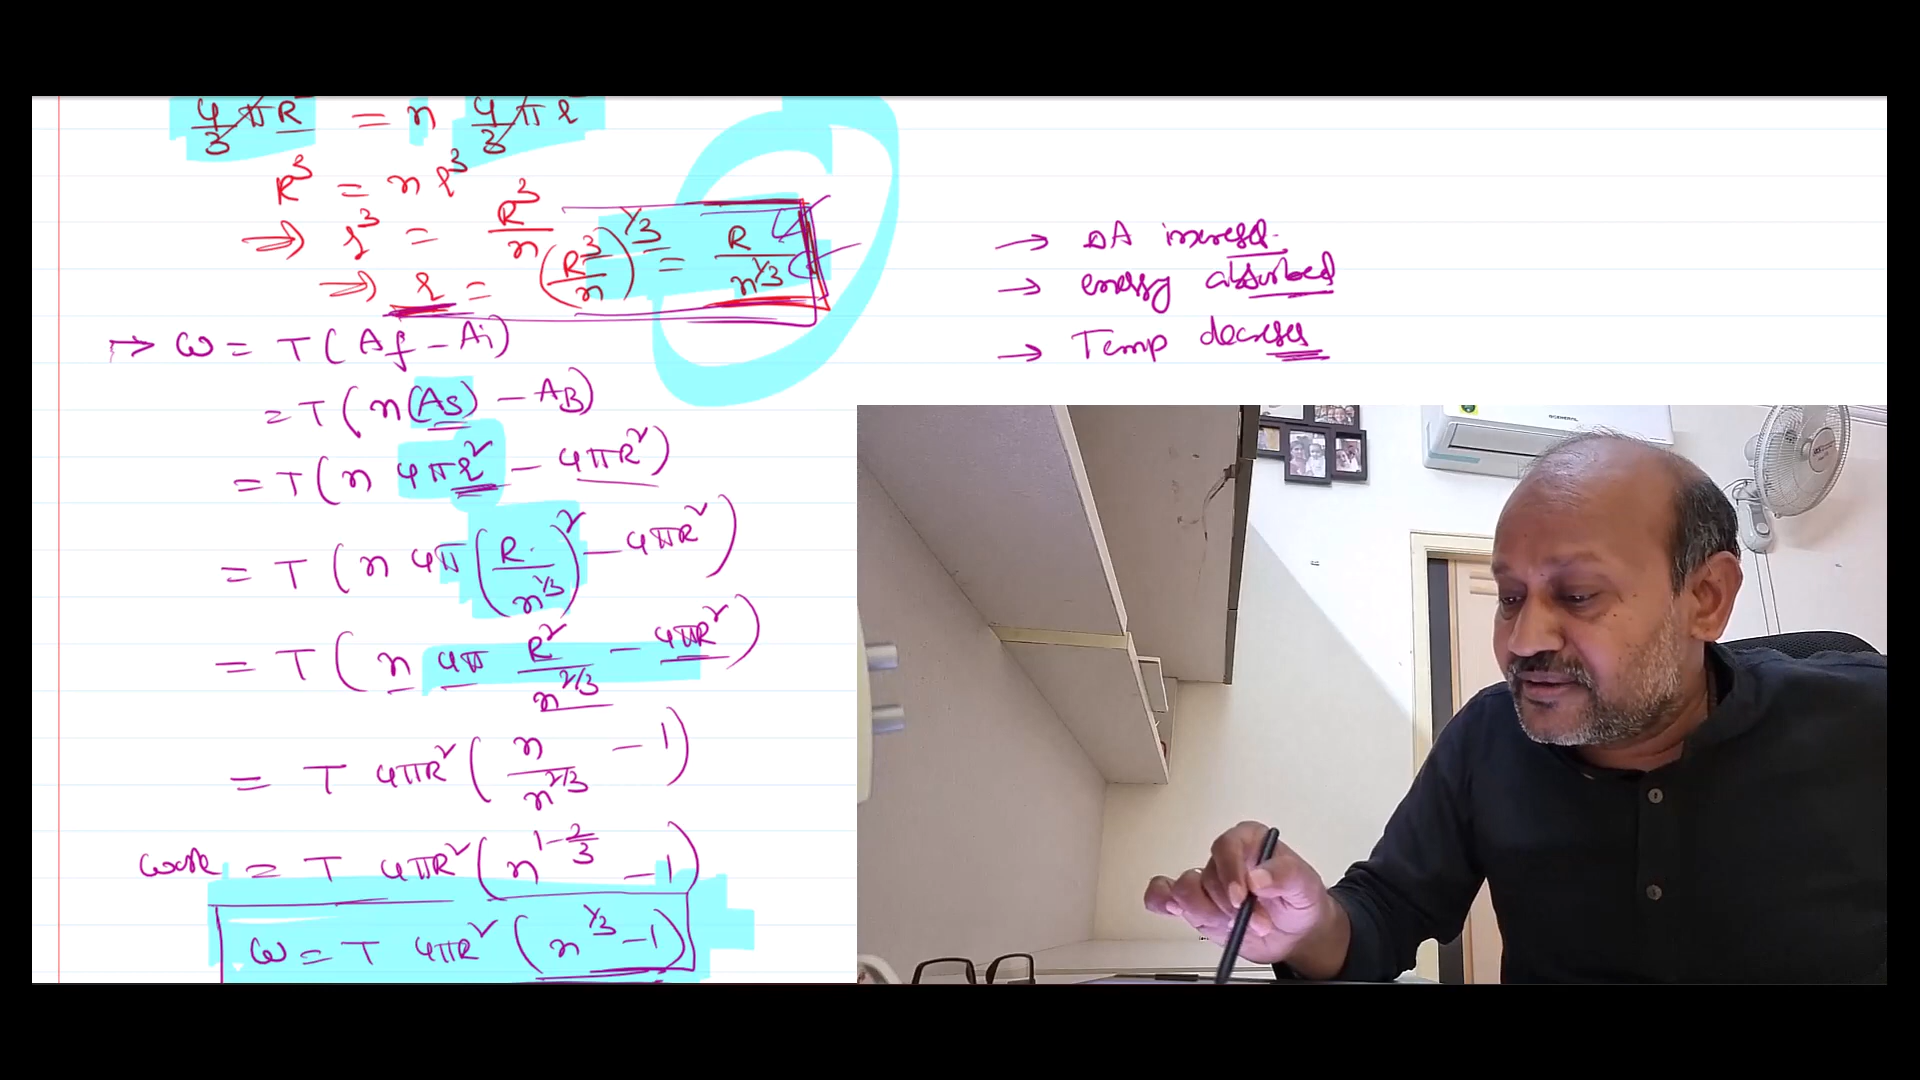 4/3 πR = n 4/3 π r
R³ = n r³
⇒ r³ = R³/n
⇒ r = (R³/n)^1/3 = R/n^1/3
→ W = T(Af - Ai)
= T(n(As) - AB)
= T(n 4πr² - 4πR²)
= T(n 4π(R/n^1/3)² - 4πR²)
= T(n 4π R²/n^2/3 - 4πR²)
= T 4πR²(n/n^2/3 - 1)
work = T 4πR²(n^1-2/3 - 1)
W = T 4πR²(n^1/3 - 1)
→ ΔA
→ energy absorbed
→ Temp